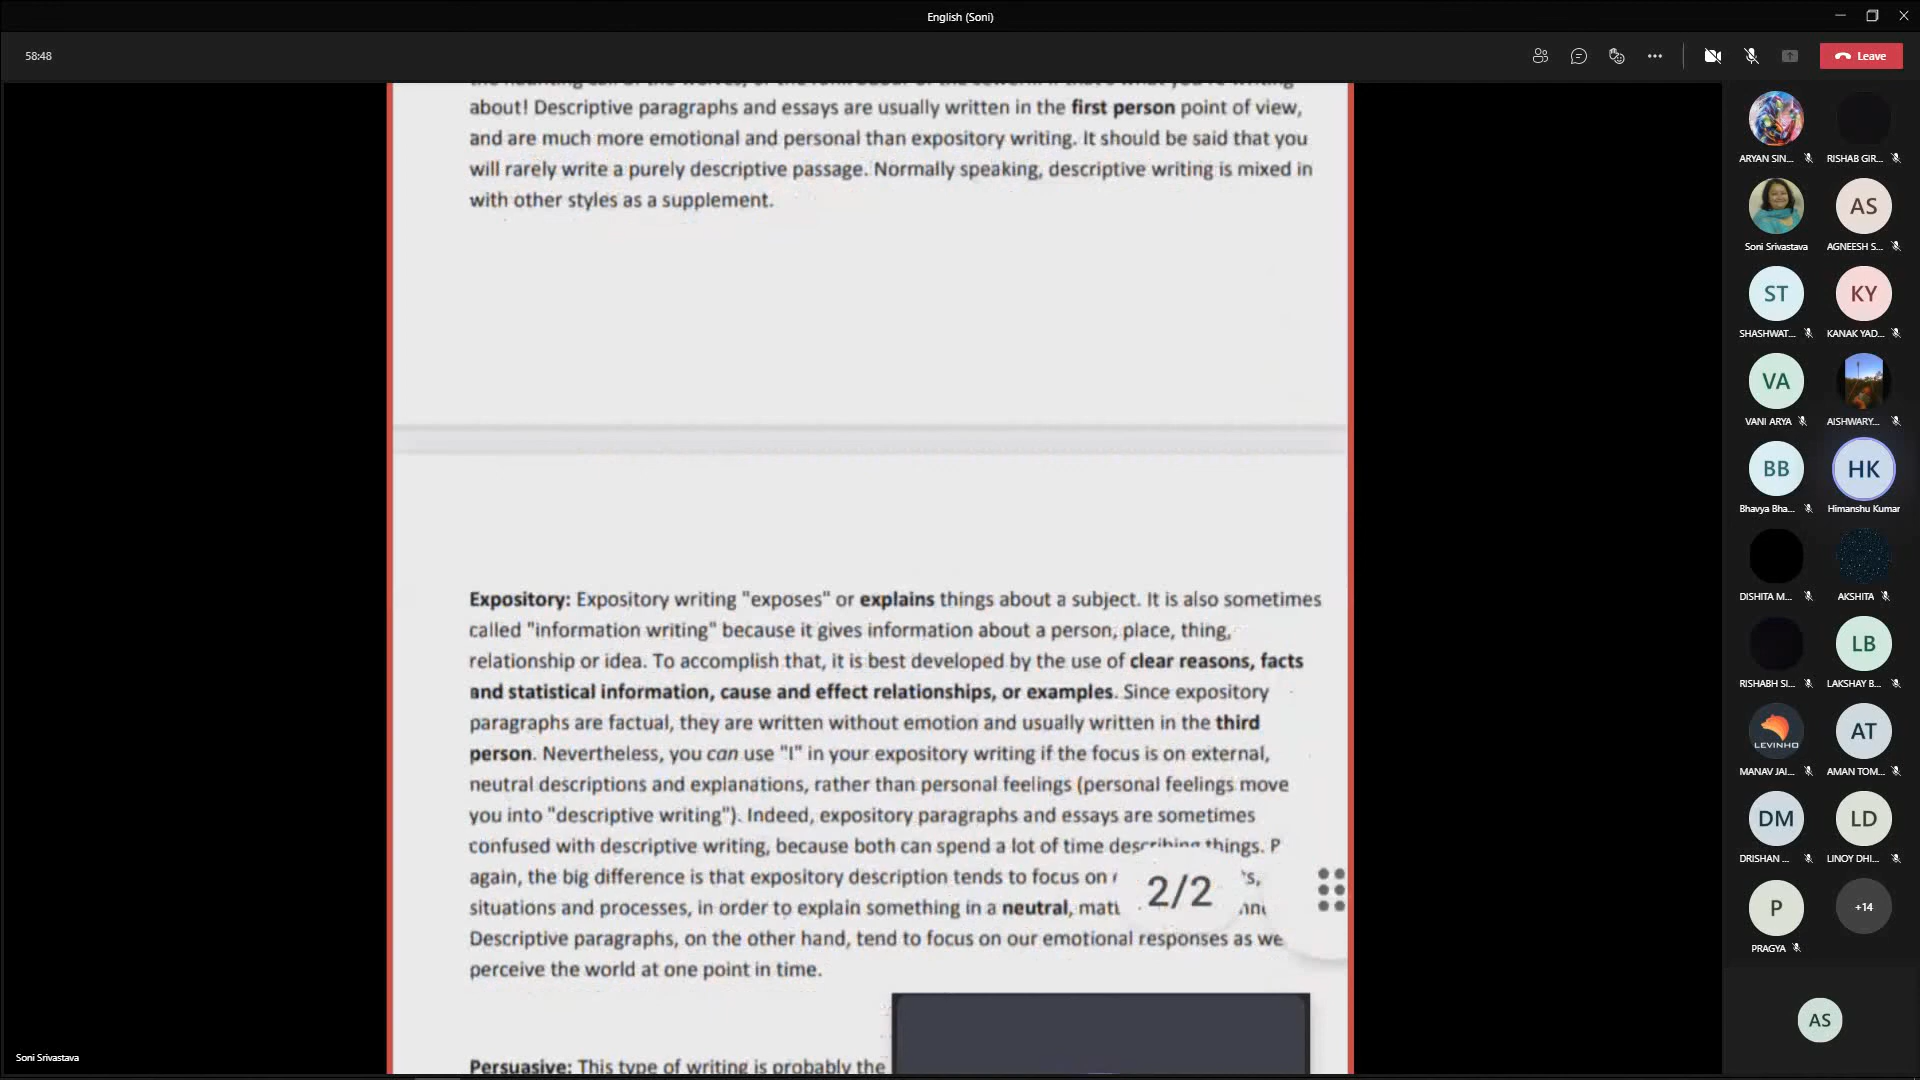 English (Soni)
58:48
Leave
about! Descriptive paragraphs and essays are usually written in the first person point of view,
and are much more emotional and personal than expository writing. It should be said that you
will rarely write a purely descriptive passage. Normally speaking, descriptive writing is mixed in
with other styles as a supplement.
Expository: Expository writing "exposes" or explains things about a subject. It is also sometimes
called "information writing" because it gives information about a person, place, thing,
relationship or idea. To accomplish that, it is best developed by the use of clear reasons, facts
and statistical information, cause and effect relationships, or examples. Since expository
paragraphs are factual, they are written without emotion and usually written in the third
person. Nevertheless, you can use "I" in your expository writing if the focus is on external,
neutral descriptions and explanations, rather than personal feelings (personal feelings move
you into "descriptive writing"). Indeed, expository paragraphs and essays are sometimes
confused with descriptive writing, because both can spend a lot of time describing things.
again, the big difference is that expository description tends to focus on
situations and processes, in order to explain something in a neutral,
Descriptive paragraphs, on the other hand, tend to focus on our emotional responses as we
perceive the world at one point in time.
2/2
Persuasive: This type of writing is probably the
Soni Srivastava
ARYAN SIN... RISHAB GIR...
AS
Soni Srivastava AGNEESH S...
ST KY
SHASHWAT... KANAK YAD...
VA
VANI ARYA AISHWARY...
BB HK
Bhavya Bha... Himanshu Kumar
DISHITA M... AKSHITA
LB
RISHABH SI... LAKSHAY B...
LEVINHO AT
MANAV JAI... AMAN TOM...
DM LD
DRISHAN ... LINOY DHI...
P +14
PRAGYA
AS